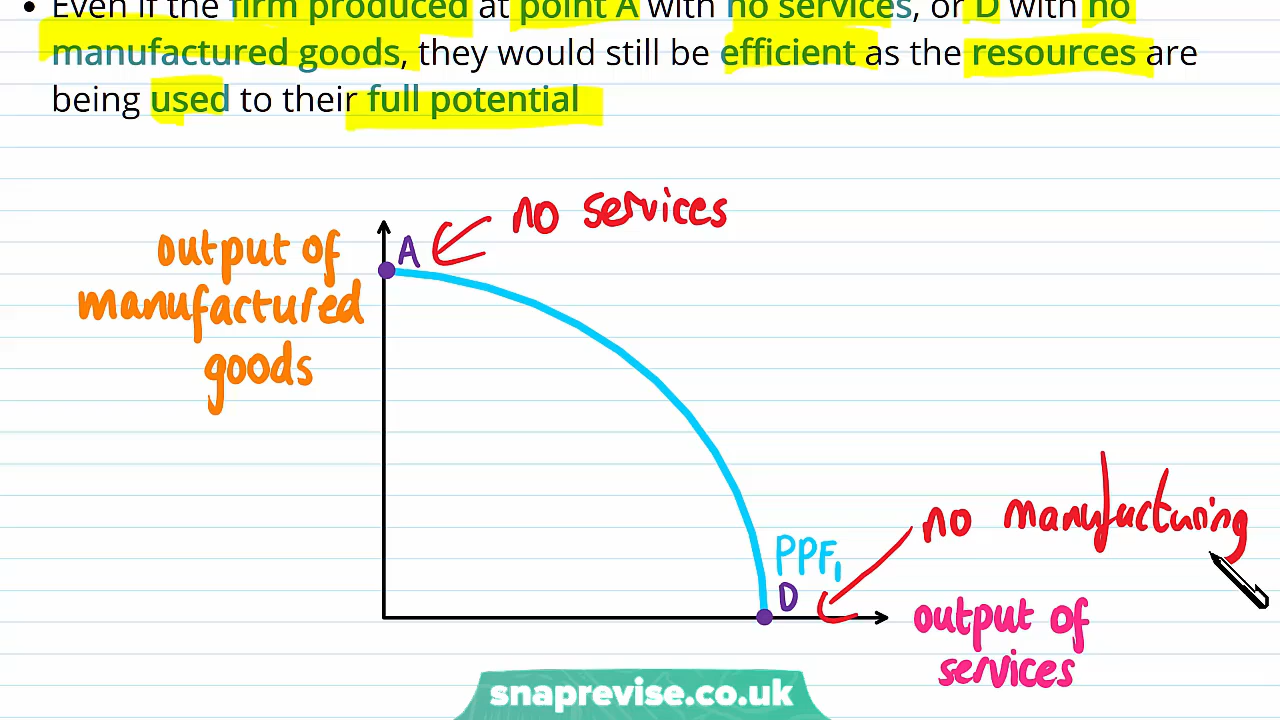 • Even if the firm produced at point A with no services, or D with no
manufactured goods, they would still be efficient as the resources are
being used to their full potential
no services
A
output of
manufactured
goods
no manufacturing
PPF₁
D
output of
services
snaprevise.co.uk